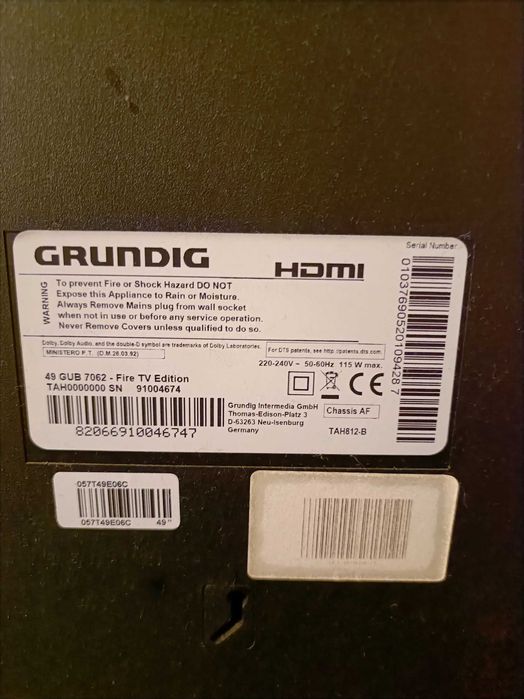 Serial Number
GRUNDIG
HDMI
WARNING
To prevent Fire or Shock Hazard DO NOT
Expose this Appliance to Rain or Moisture.
Always Remove Mains plug from wall socket
when not in use or before any service operation.
Never Remove Covers unless qualified to do so.
Dolby, Dolby Audio, and the double-D symbol are trademarks of Dolby Laboratories.
For DTS patents, see http://patents.dts.com.
MINISTERO P.T. (D.M.26.03.92)
220-240V ~ 50-60Hz 115 W max.
49 GUB 7062 - Fire TV Edition
TAH0000000 SN 91004674
82066910046747
Grundig Intermedia GmbH
Thomas-Edison-Platz 3
D-63263 Neu-Isenburg
Germany
Chassis AF
TAH812-B
01037690520109428 7
057T49E06C
057T49E06C 49"